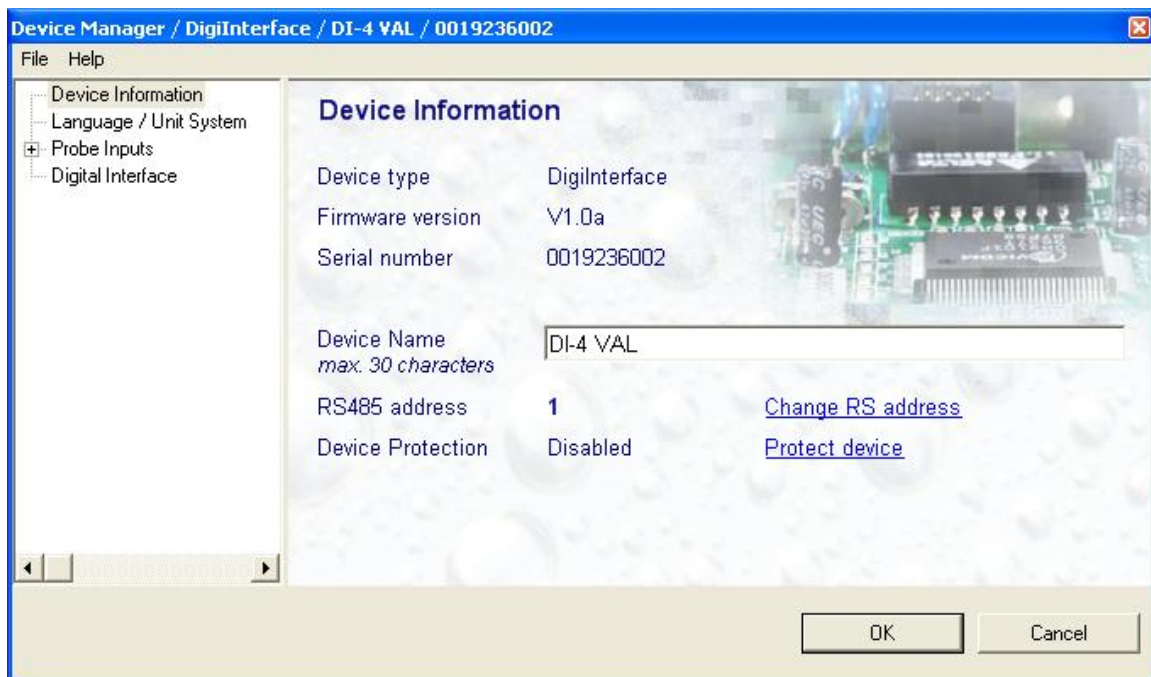 Device Manager / DigiInterface / DI-4 VAL / 0019236002
File Help
Device Information
Language / Unit System
Probe Inputs
Digital Interface
Device Information
Device type DigiInterface
Firmware version V1.0a
Serial number 0019236002
Device Name DI-4 VAL
max. 30 characters
RS485 address 1 Change RS address
Device Protection Disabled Protect device
OK Cancel